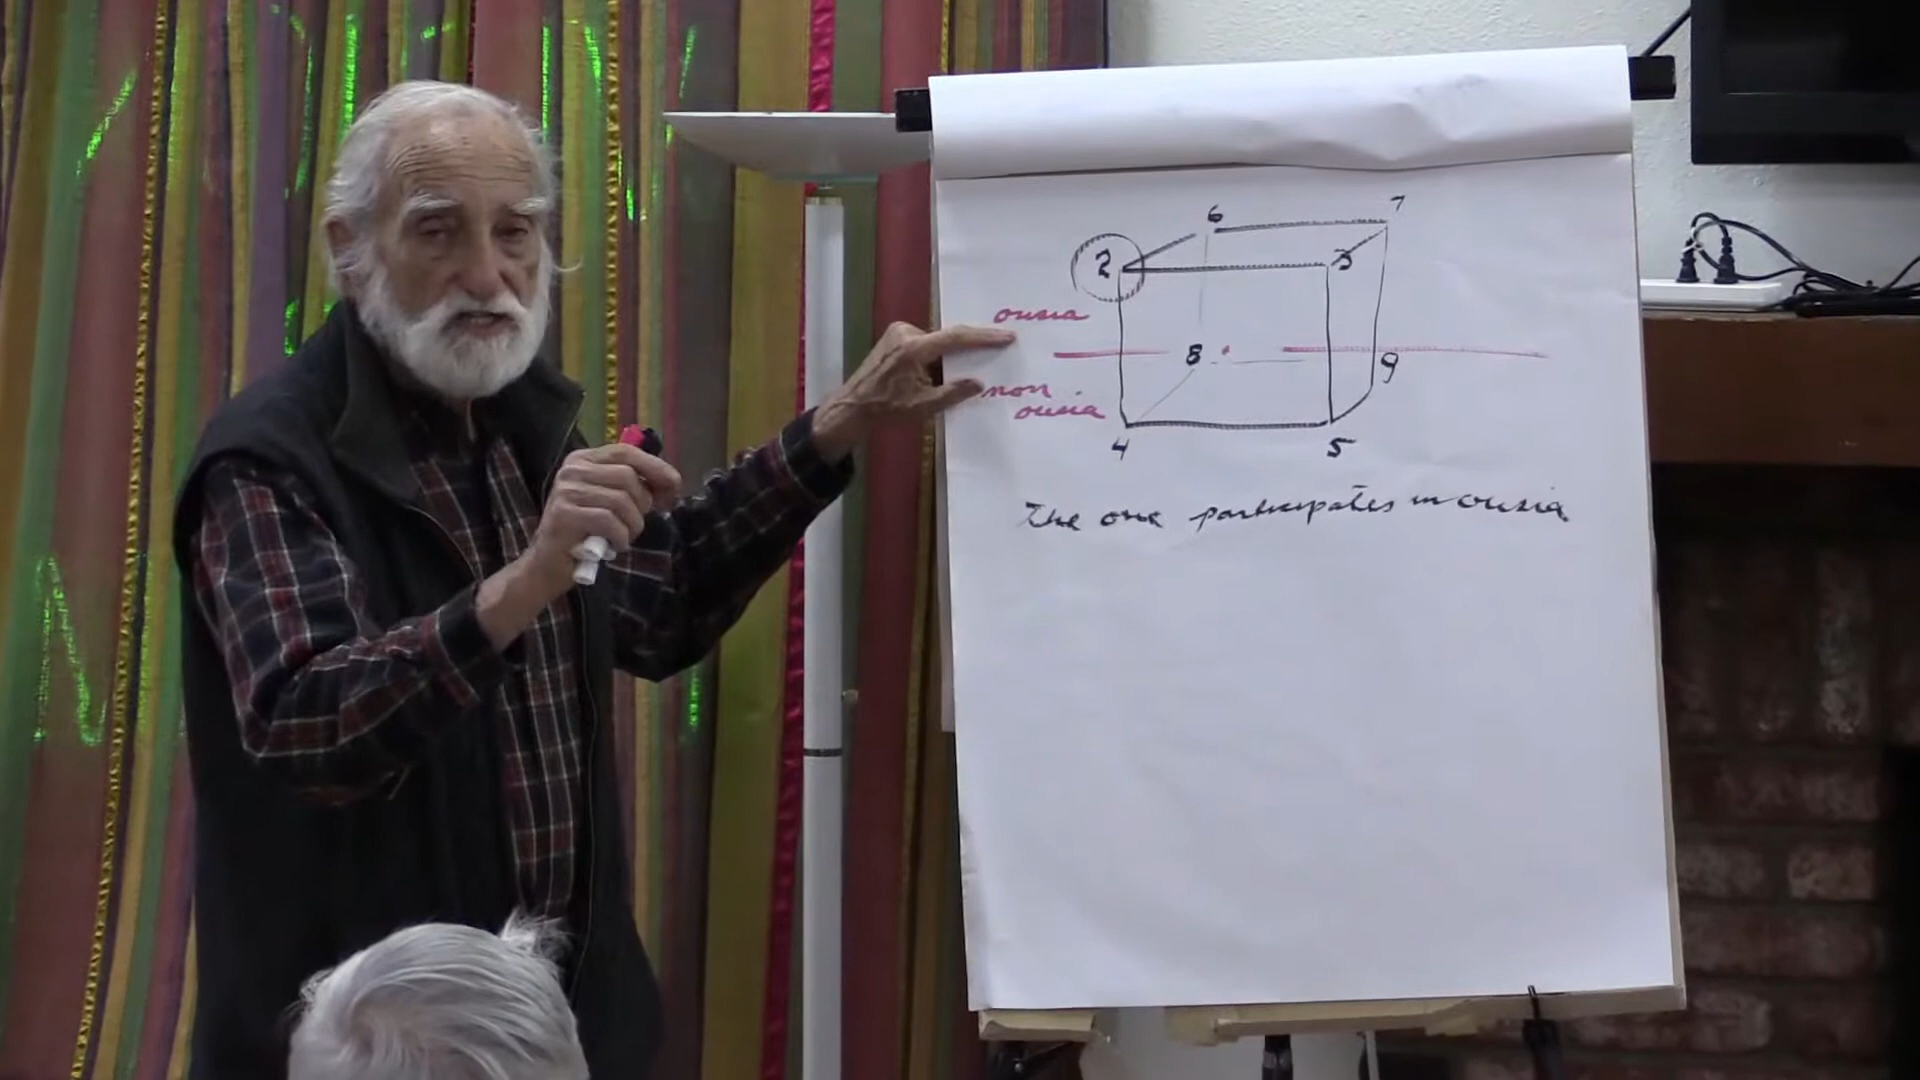 6 7
2 3
ousia
8 9
non
ousia
4 5
The one participates in ousia